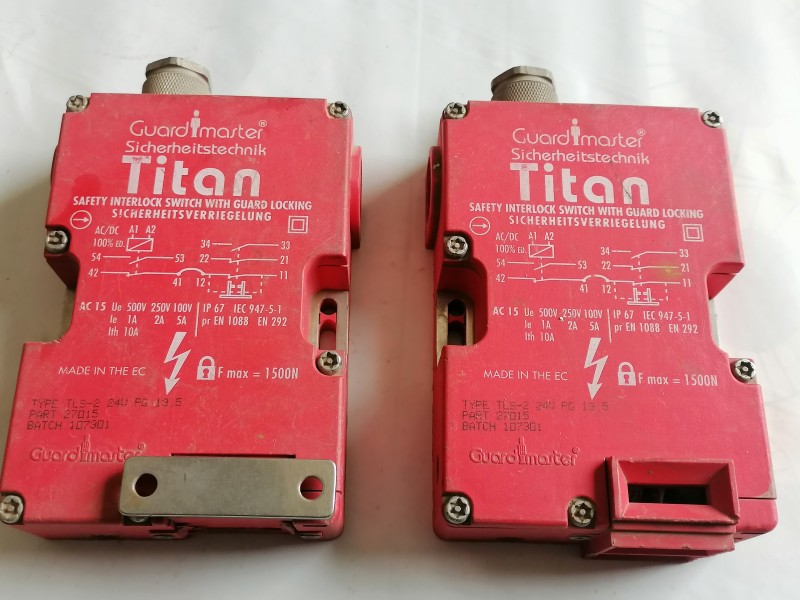 Guardmaster®
Sicherheitstechnik
Titan
SAFETY INTERLOCK SWITCH WITH GUARD LOCKING
SICHERHEITSVERRIEGELUNG
AC/DC A1 A2
100% ED.
34 33
54 53 22 21
42 41 12 11
AC 15 Ue 500V 250V 100V IP 67 IEC 947-5-1
Ie 1A 2A 5A pr EN 1088 EN 292
Ith 10A
MADE IN THE EC F max = 1500N
TYPE TLS-2 24V PG 13,5
PART 27015
BATCH 107301
Guardmaster
Guardmaster®
Sicherheitstechnik
Titan
SAFETY INTERLOCK SWITCH WITH GUARD LOCKING
SICHERHEITSVERRIEGELUNG
AC/DC A1 A2
100% ED.
34 33
54 53 22 21
42 41 12 11
AC 15 Ue 500V 250V 100V IP 67 IEC 947-5-1
Ie 1A 2A 5A pr EN 1088 EN 292
Ith 10A
MADE IN THE EC F max = 1500N
TYPE TLS-2 24V PG 13,5
PART 27015
BATCH 107301
Guardmaster